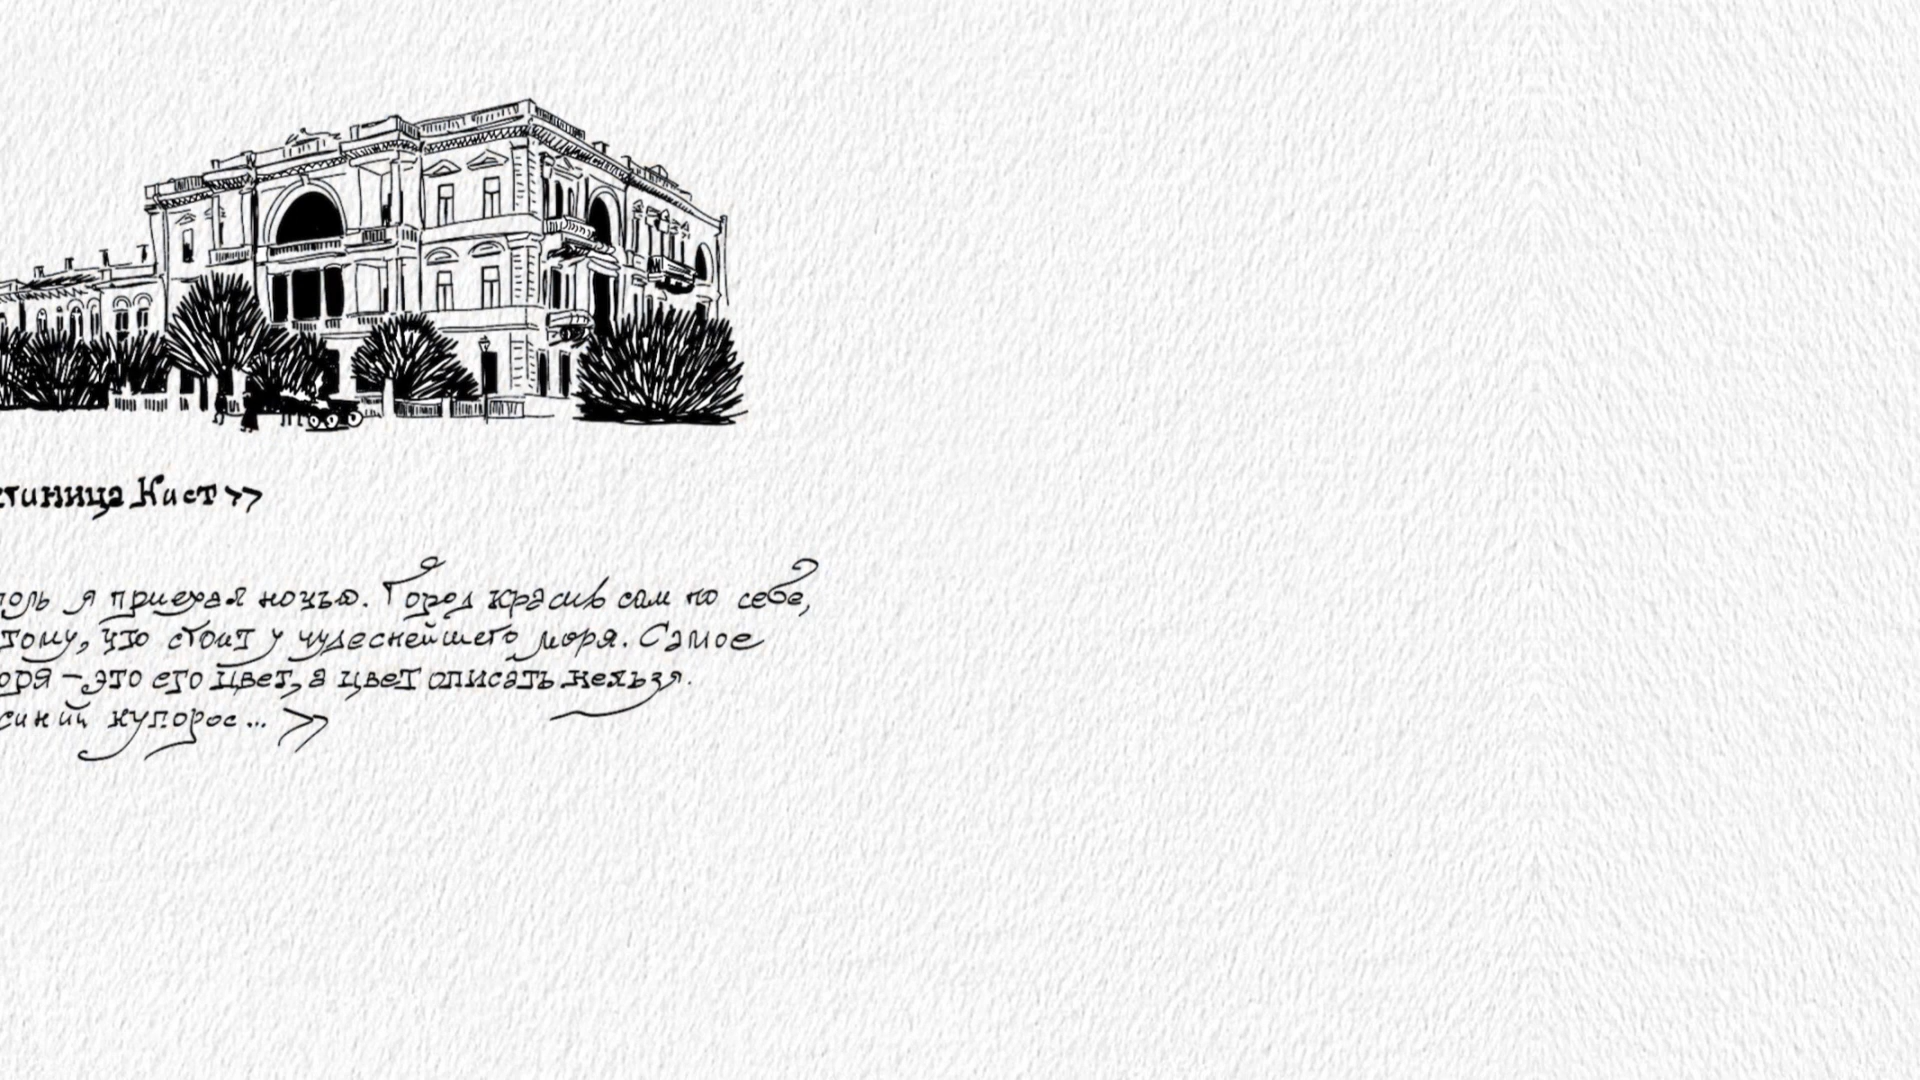 стиница Кист»
поль я приехал ночью. Город красив сам по себе,
тому, что стоит у чудеснейшего моря. Самое
оря – это его цвет, а цвет описать нельзя.
синий купорос... »